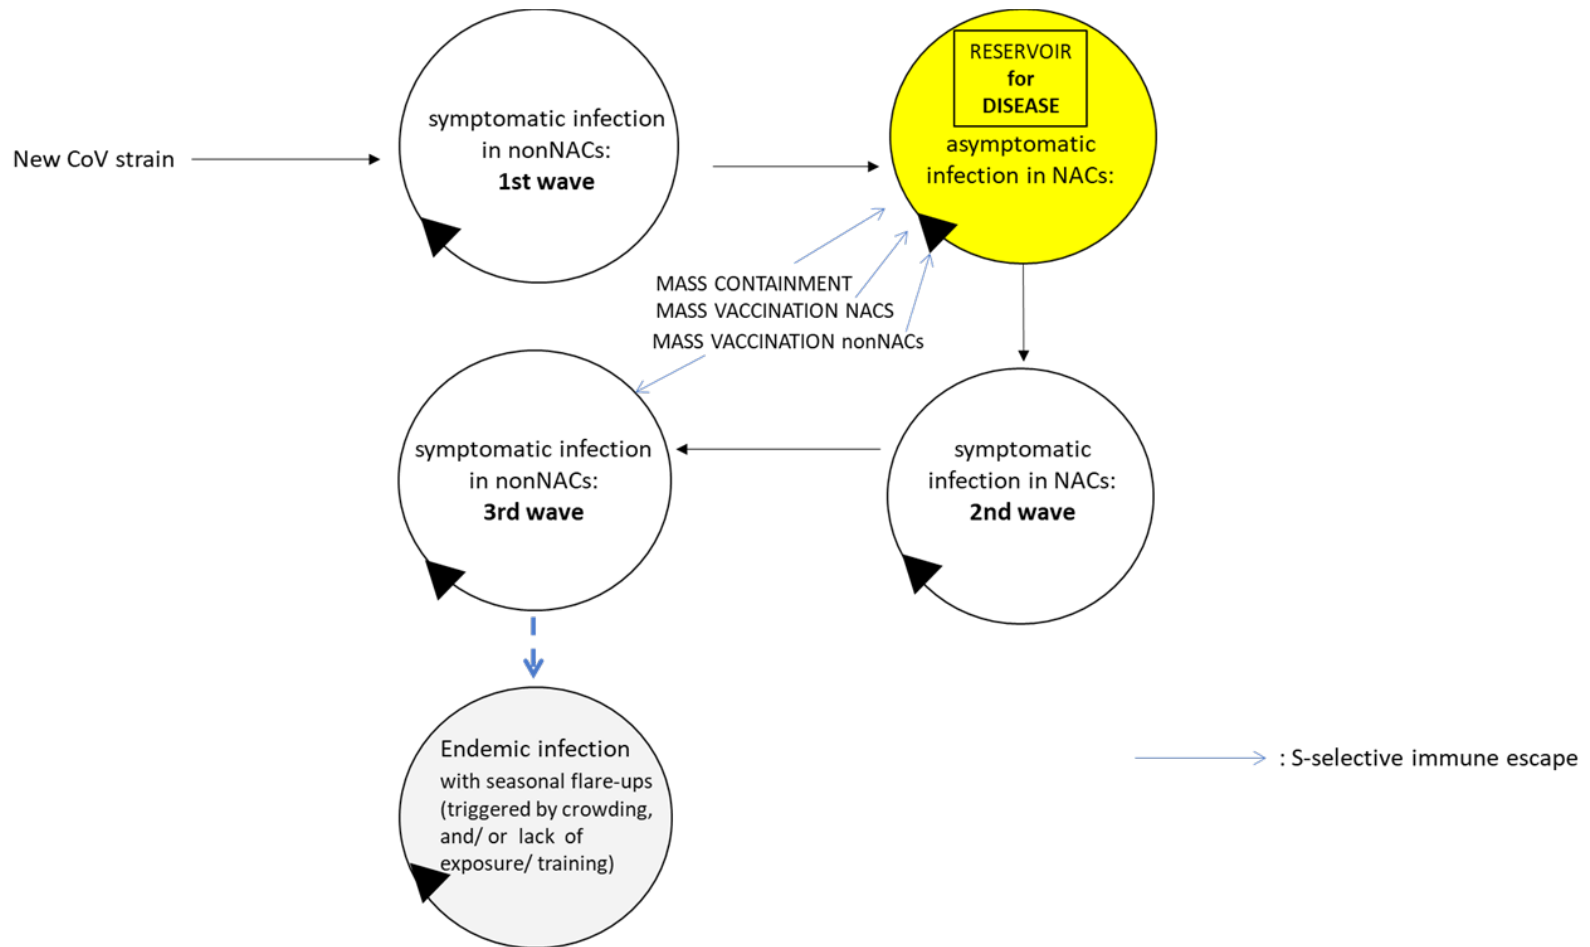 New CoV strain
symptomatic infection
in nonNACs:
1st wave
RESERVOIR
for
DISEASE
asymptomatic
infection in NACs:
MASS CONTAINMENT
MASS VACCINATION NACS
MASS VACCINATION nonNACs
symptomatic
infection in NACs:
2nd wave
symptomatic infection
in nonNACs:
3rd wave
Endemic infection
with seasonal flare-ups
(triggered by crowding,
and/ or lack of
exposure/ training)
: S-selective immune escape